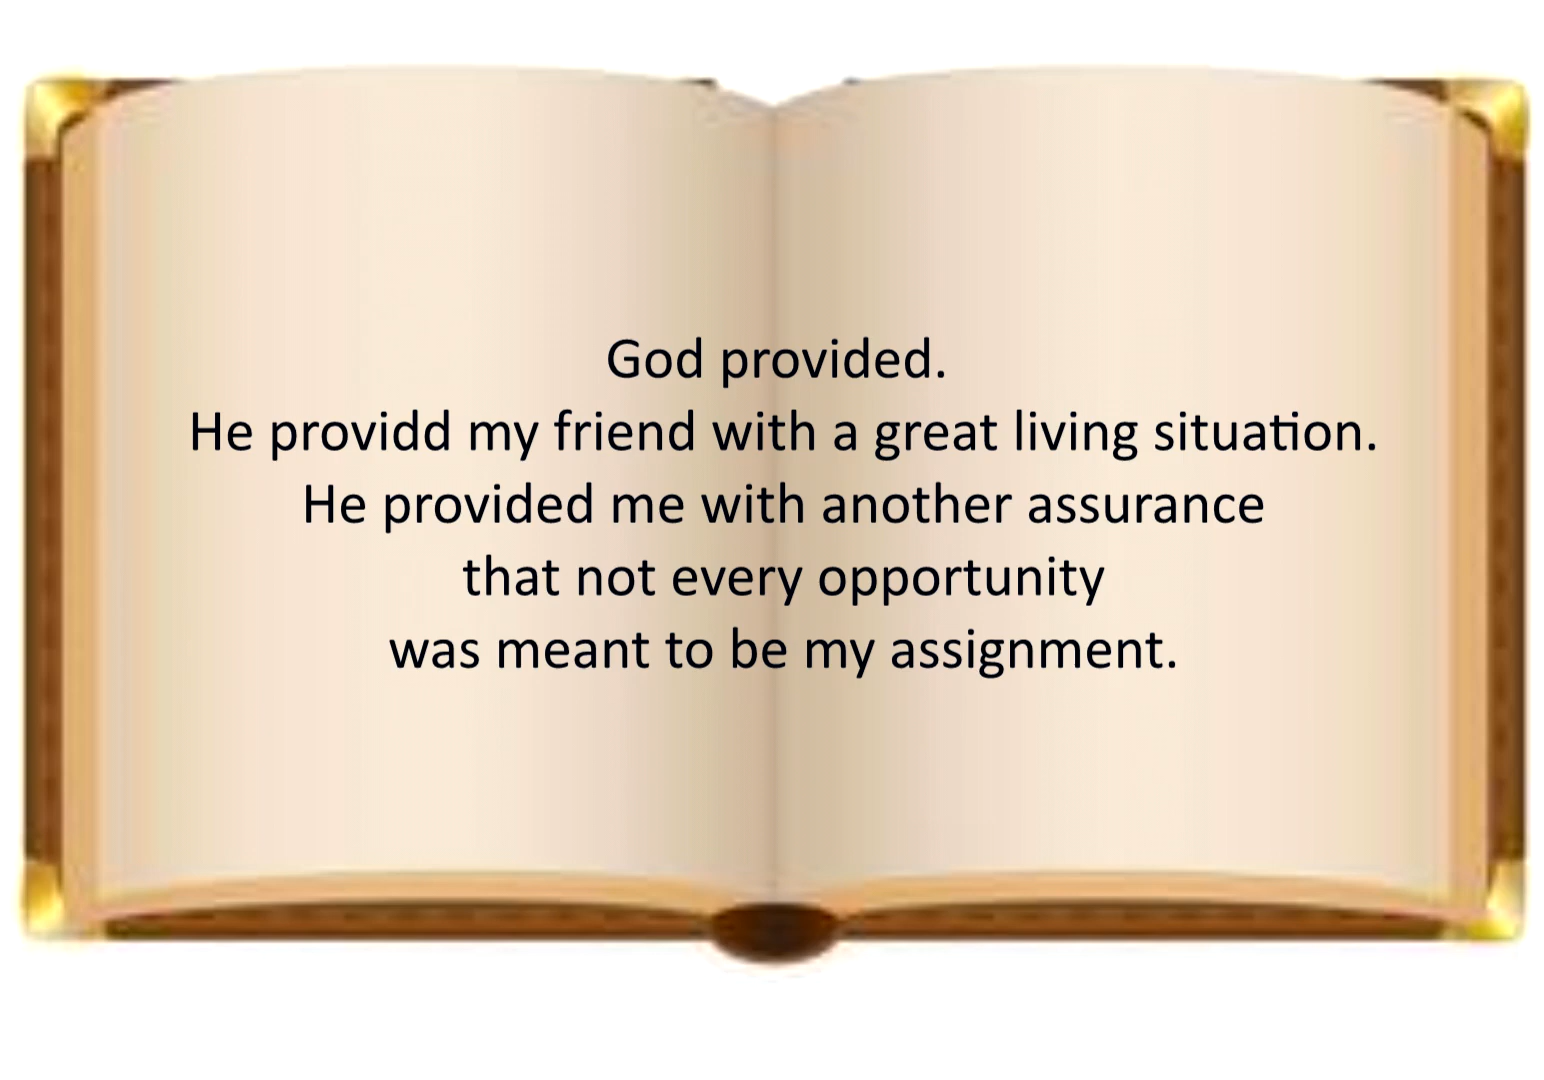 God provided.
He providd my friend with a great living situation.
He provided me with another assurance
that not every opportunity
was meant to be my assignment.